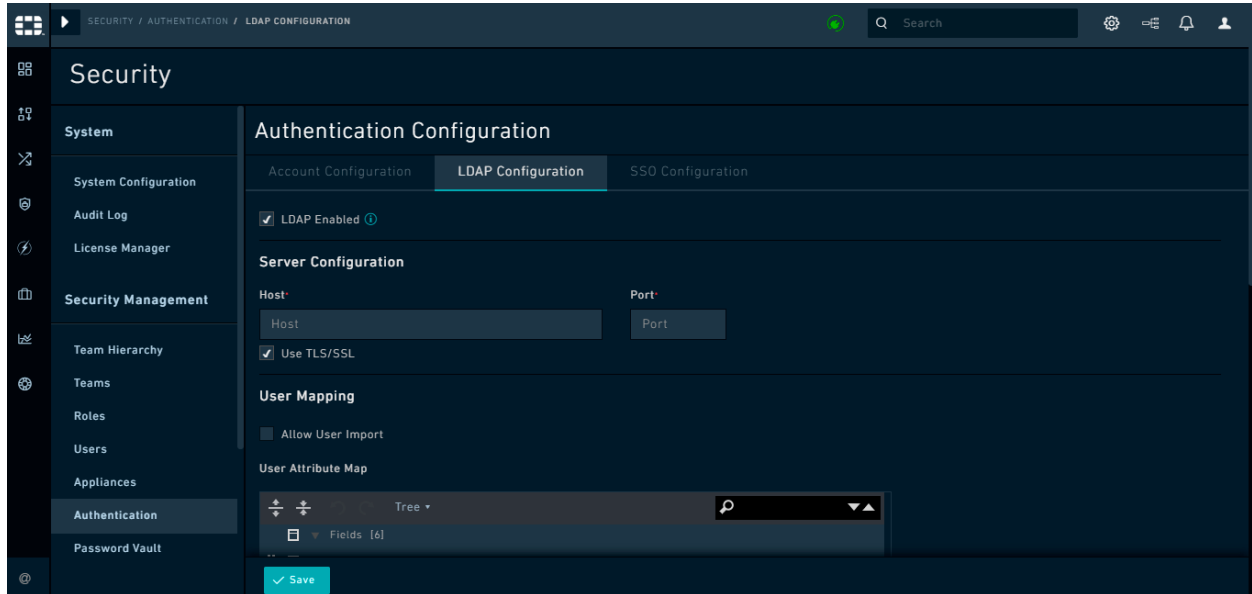 SECURITY / AUTHENTICATION / LDAP CONFIGURATION
Search
Security
System
System Configuration
Audit Log
License Manager
Security Management
Team Hierarchy
Teams
Roles
Users
Appliances
Authentication
Password Vault
@
Authentication Configuration
Account Configuration LDAP Configuration SSO Configuration
LDAP Enabled
Server Configuration
Host* Port*
Host Port
Use TLS/SSL
User Mapping
Allow User Import
User Attribute Map
Tree
Fields [6]
Save